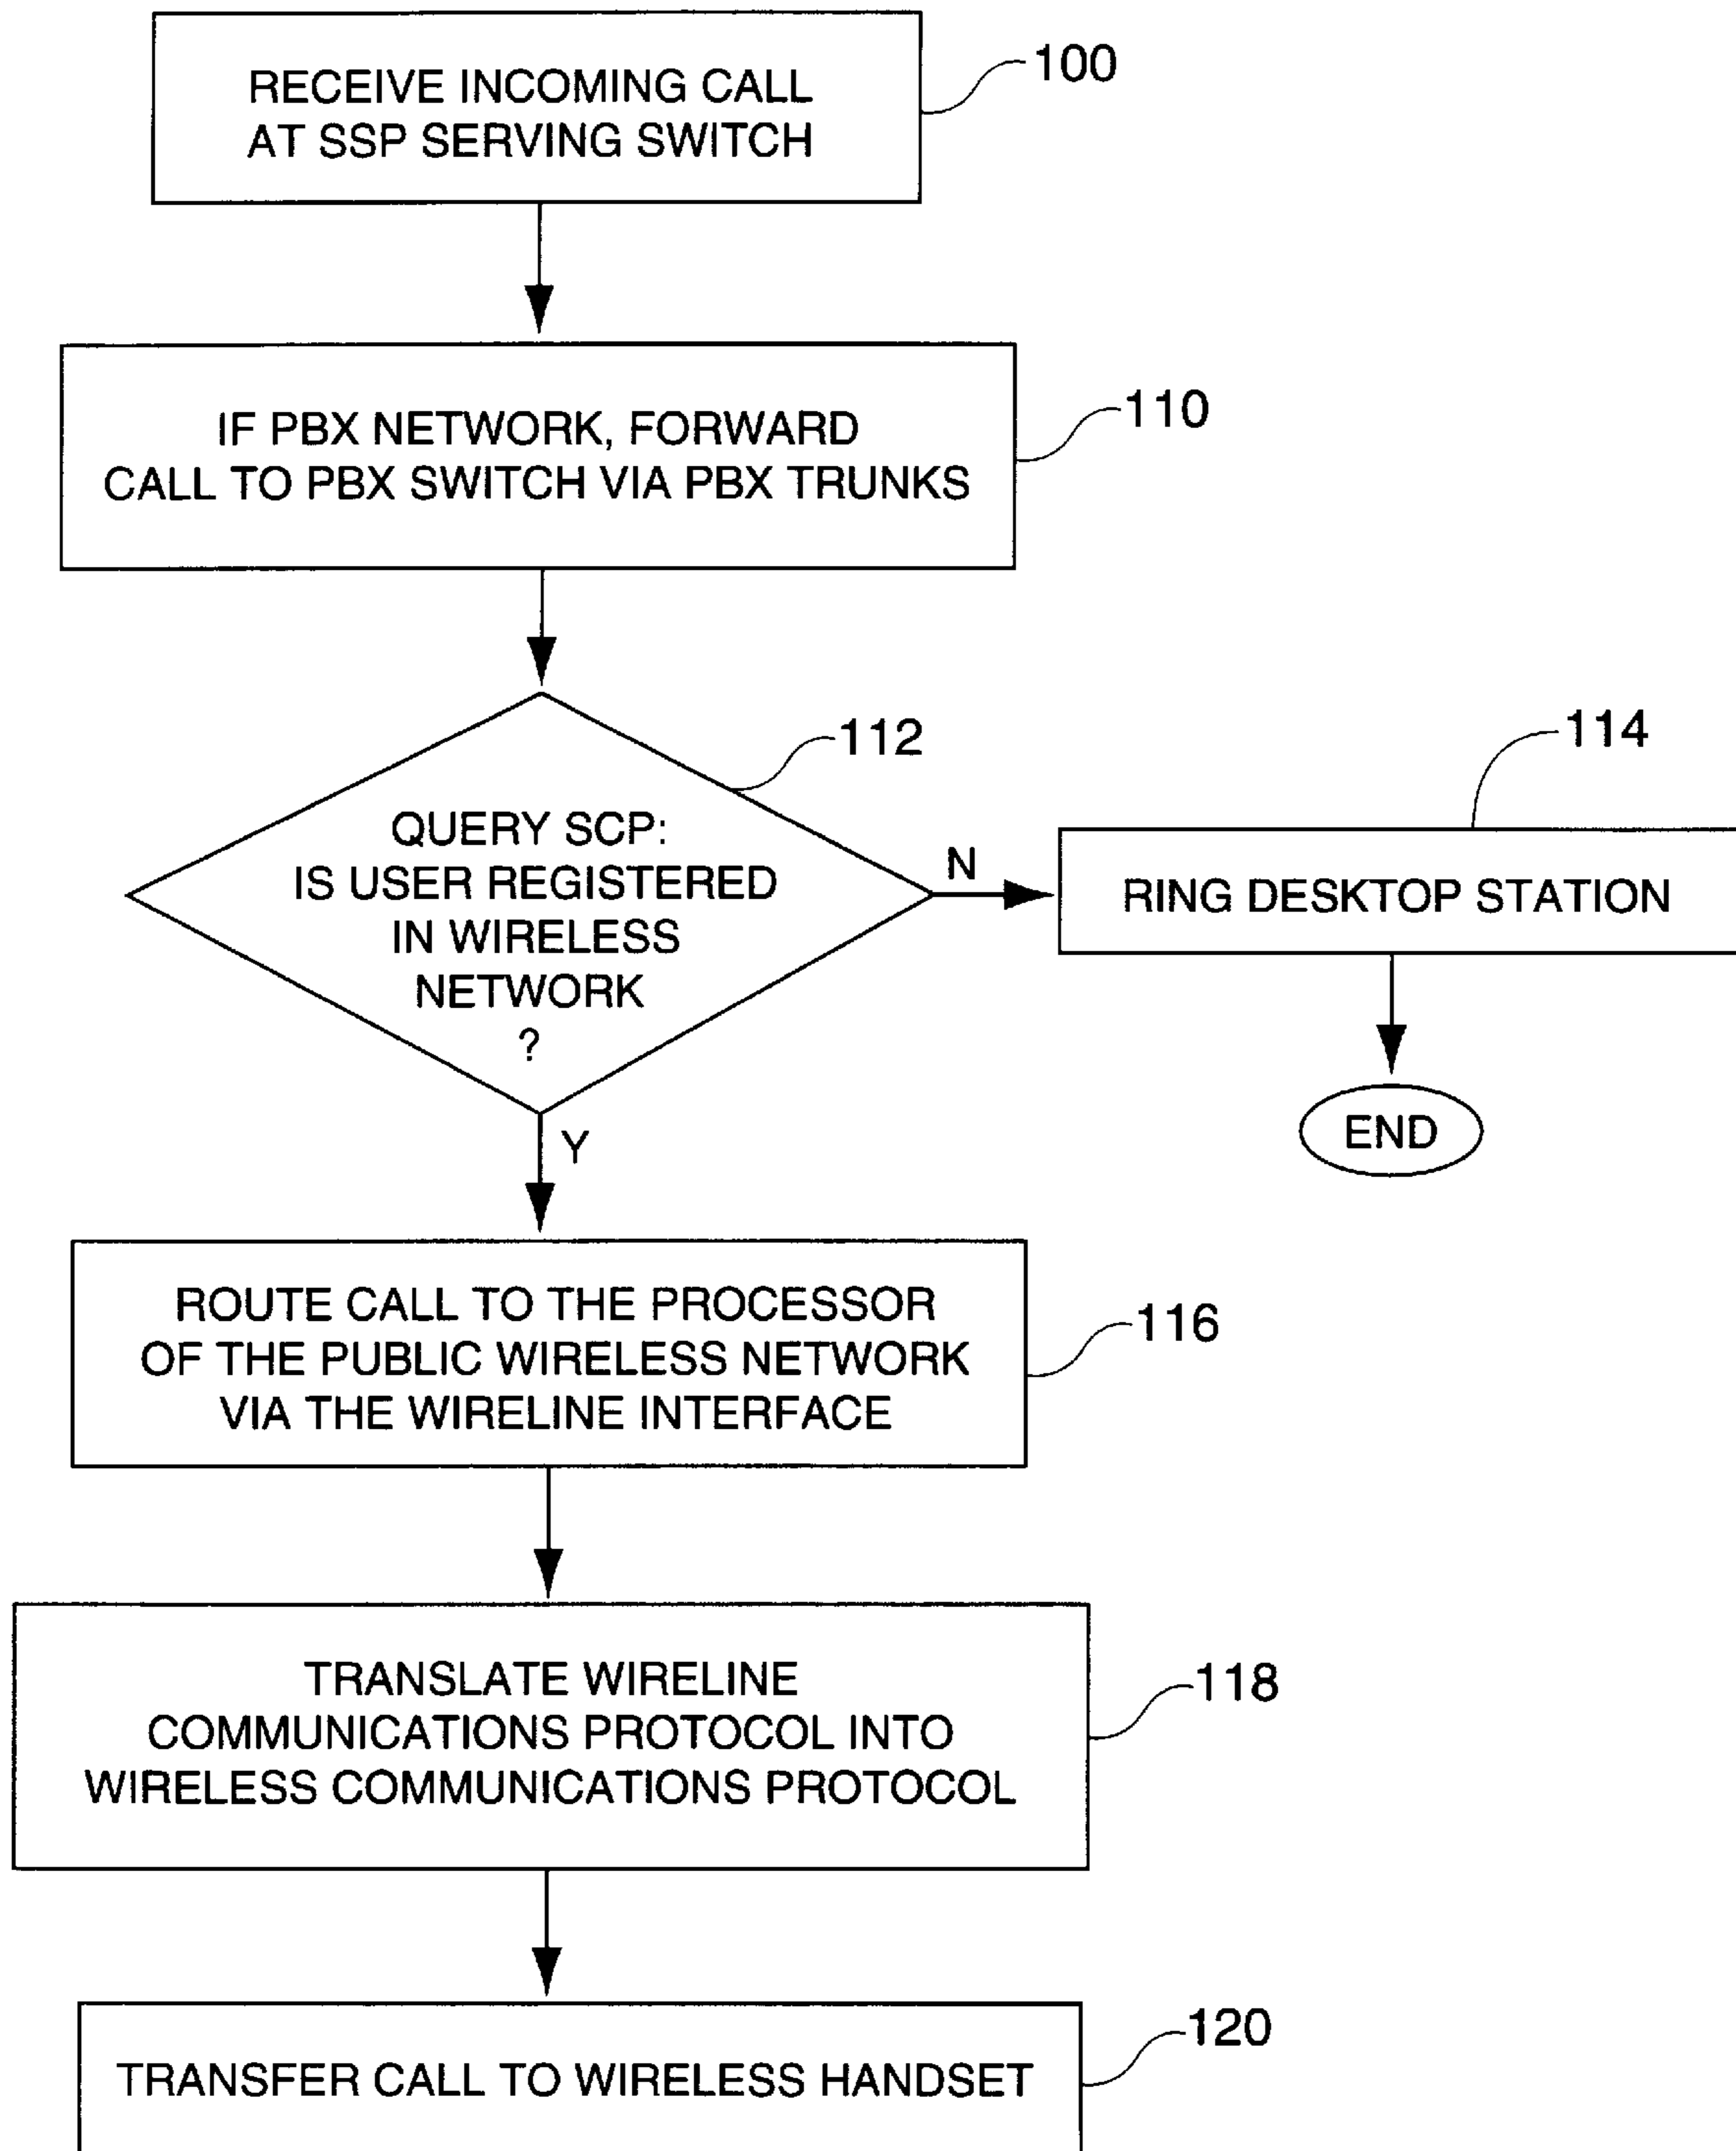 RECEIVE INCOMING CALL
AT SSP SERVING SWITCH
100
IF PBX NETWORK, FORWARD
CALL TO PBX SWITCH VIA PBX TRUNKS
110
QUERY SCP:
IS USER REGISTERED
IN WIRELESS
NETWORK
?
112
N
114
RING DESKTOP STATION
END
Y
ROUTE CALL TO THE PROCESSOR
OF THE PUBLIC WIRELESS NETWORK
VIA THE WIRELINE INTERFACE
116
TRANSLATE WIRELINE
COMMUNICATIONS PROTOCOL INTO
WIRELESS COMMUNICATIONS PROTOCOL
118
TRANSFER CALL TO WIRELESS HANDSET
120